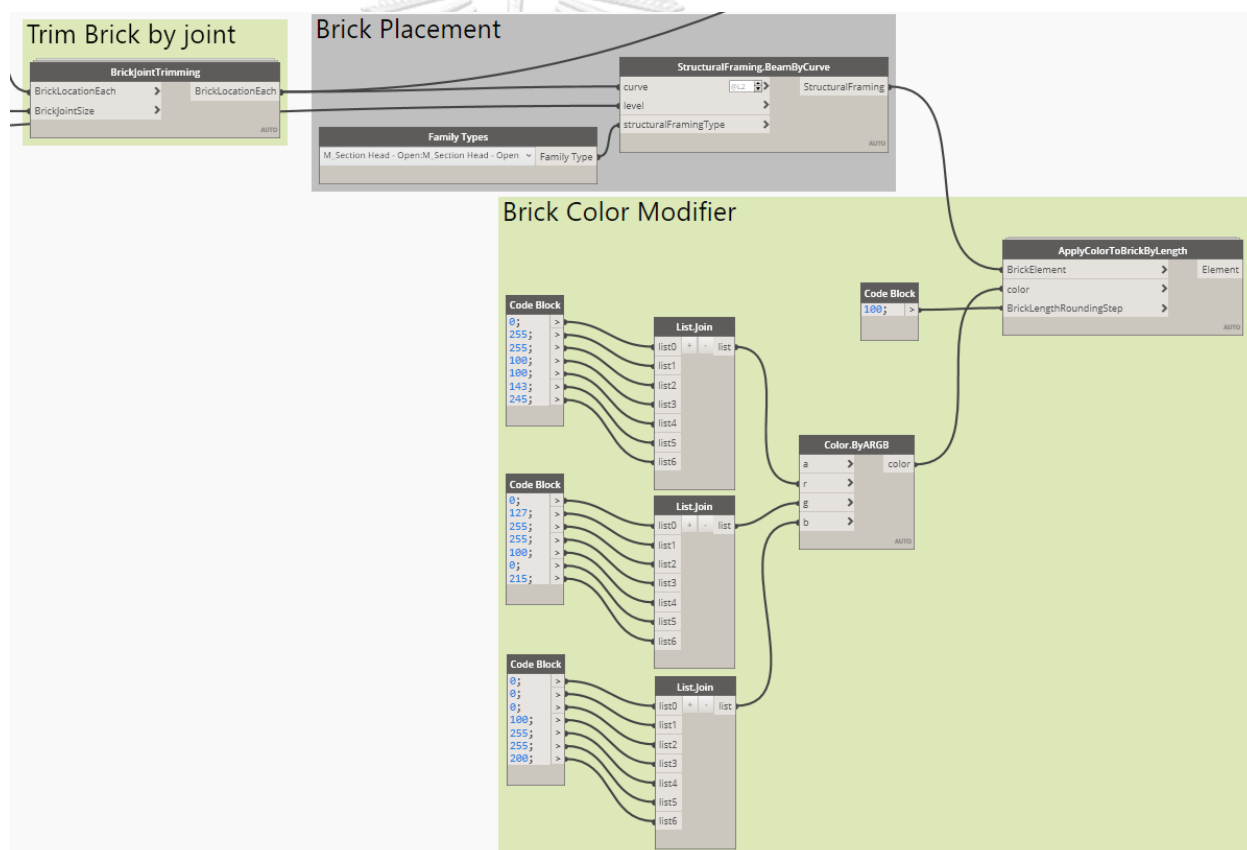 Trim Brick by joint
BrickJointTrimming
BrickLocationEach > BrickLocationEach
BrickJointSize >
AUTO
Brick Placement
StructuralFraming.BeamByCurve
curve @L2 > StructuralFraming
level >
structuralFramingType >
AUTO
Family Types
M_Section Head - Open:M_Section Head - Open Family Type
Brick Color Modifier
ApplyColorToBrickByLength
BrickElement > Element
color >
BrickLengthRoundingStep >
AUTO
Code Block
100; >
Code Block
0; >
255; >
255; >
100; >
100; >
143; >
245; >
List.Join
list0 + - list
list1
list2
list3
list4
list5
list6
Color.ByARGB
a > color
r >
g >
b >
AUTO
Code Block
0; >
127; >
255; >
255; >
100; >
0; >
215; >
List.Join
list0 + - list
list1
list2
list3
list4
list5
list6
Code Block
0; >
0; >
0; >
100; >
255; >
255; >
200; >
List.Join
list0 + - list
list1
list2
list3
list4
list5
list6